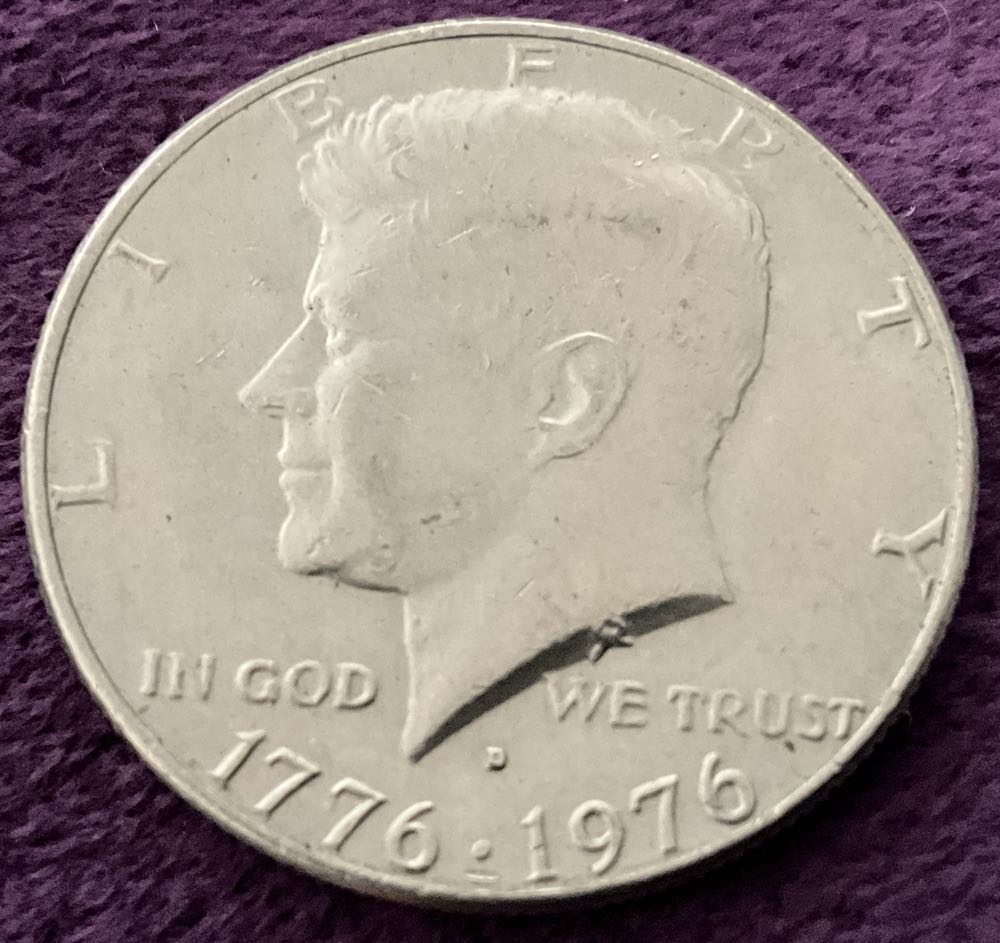 LIBERTY
IN GOD WE TRUST
D
1776 · 1976